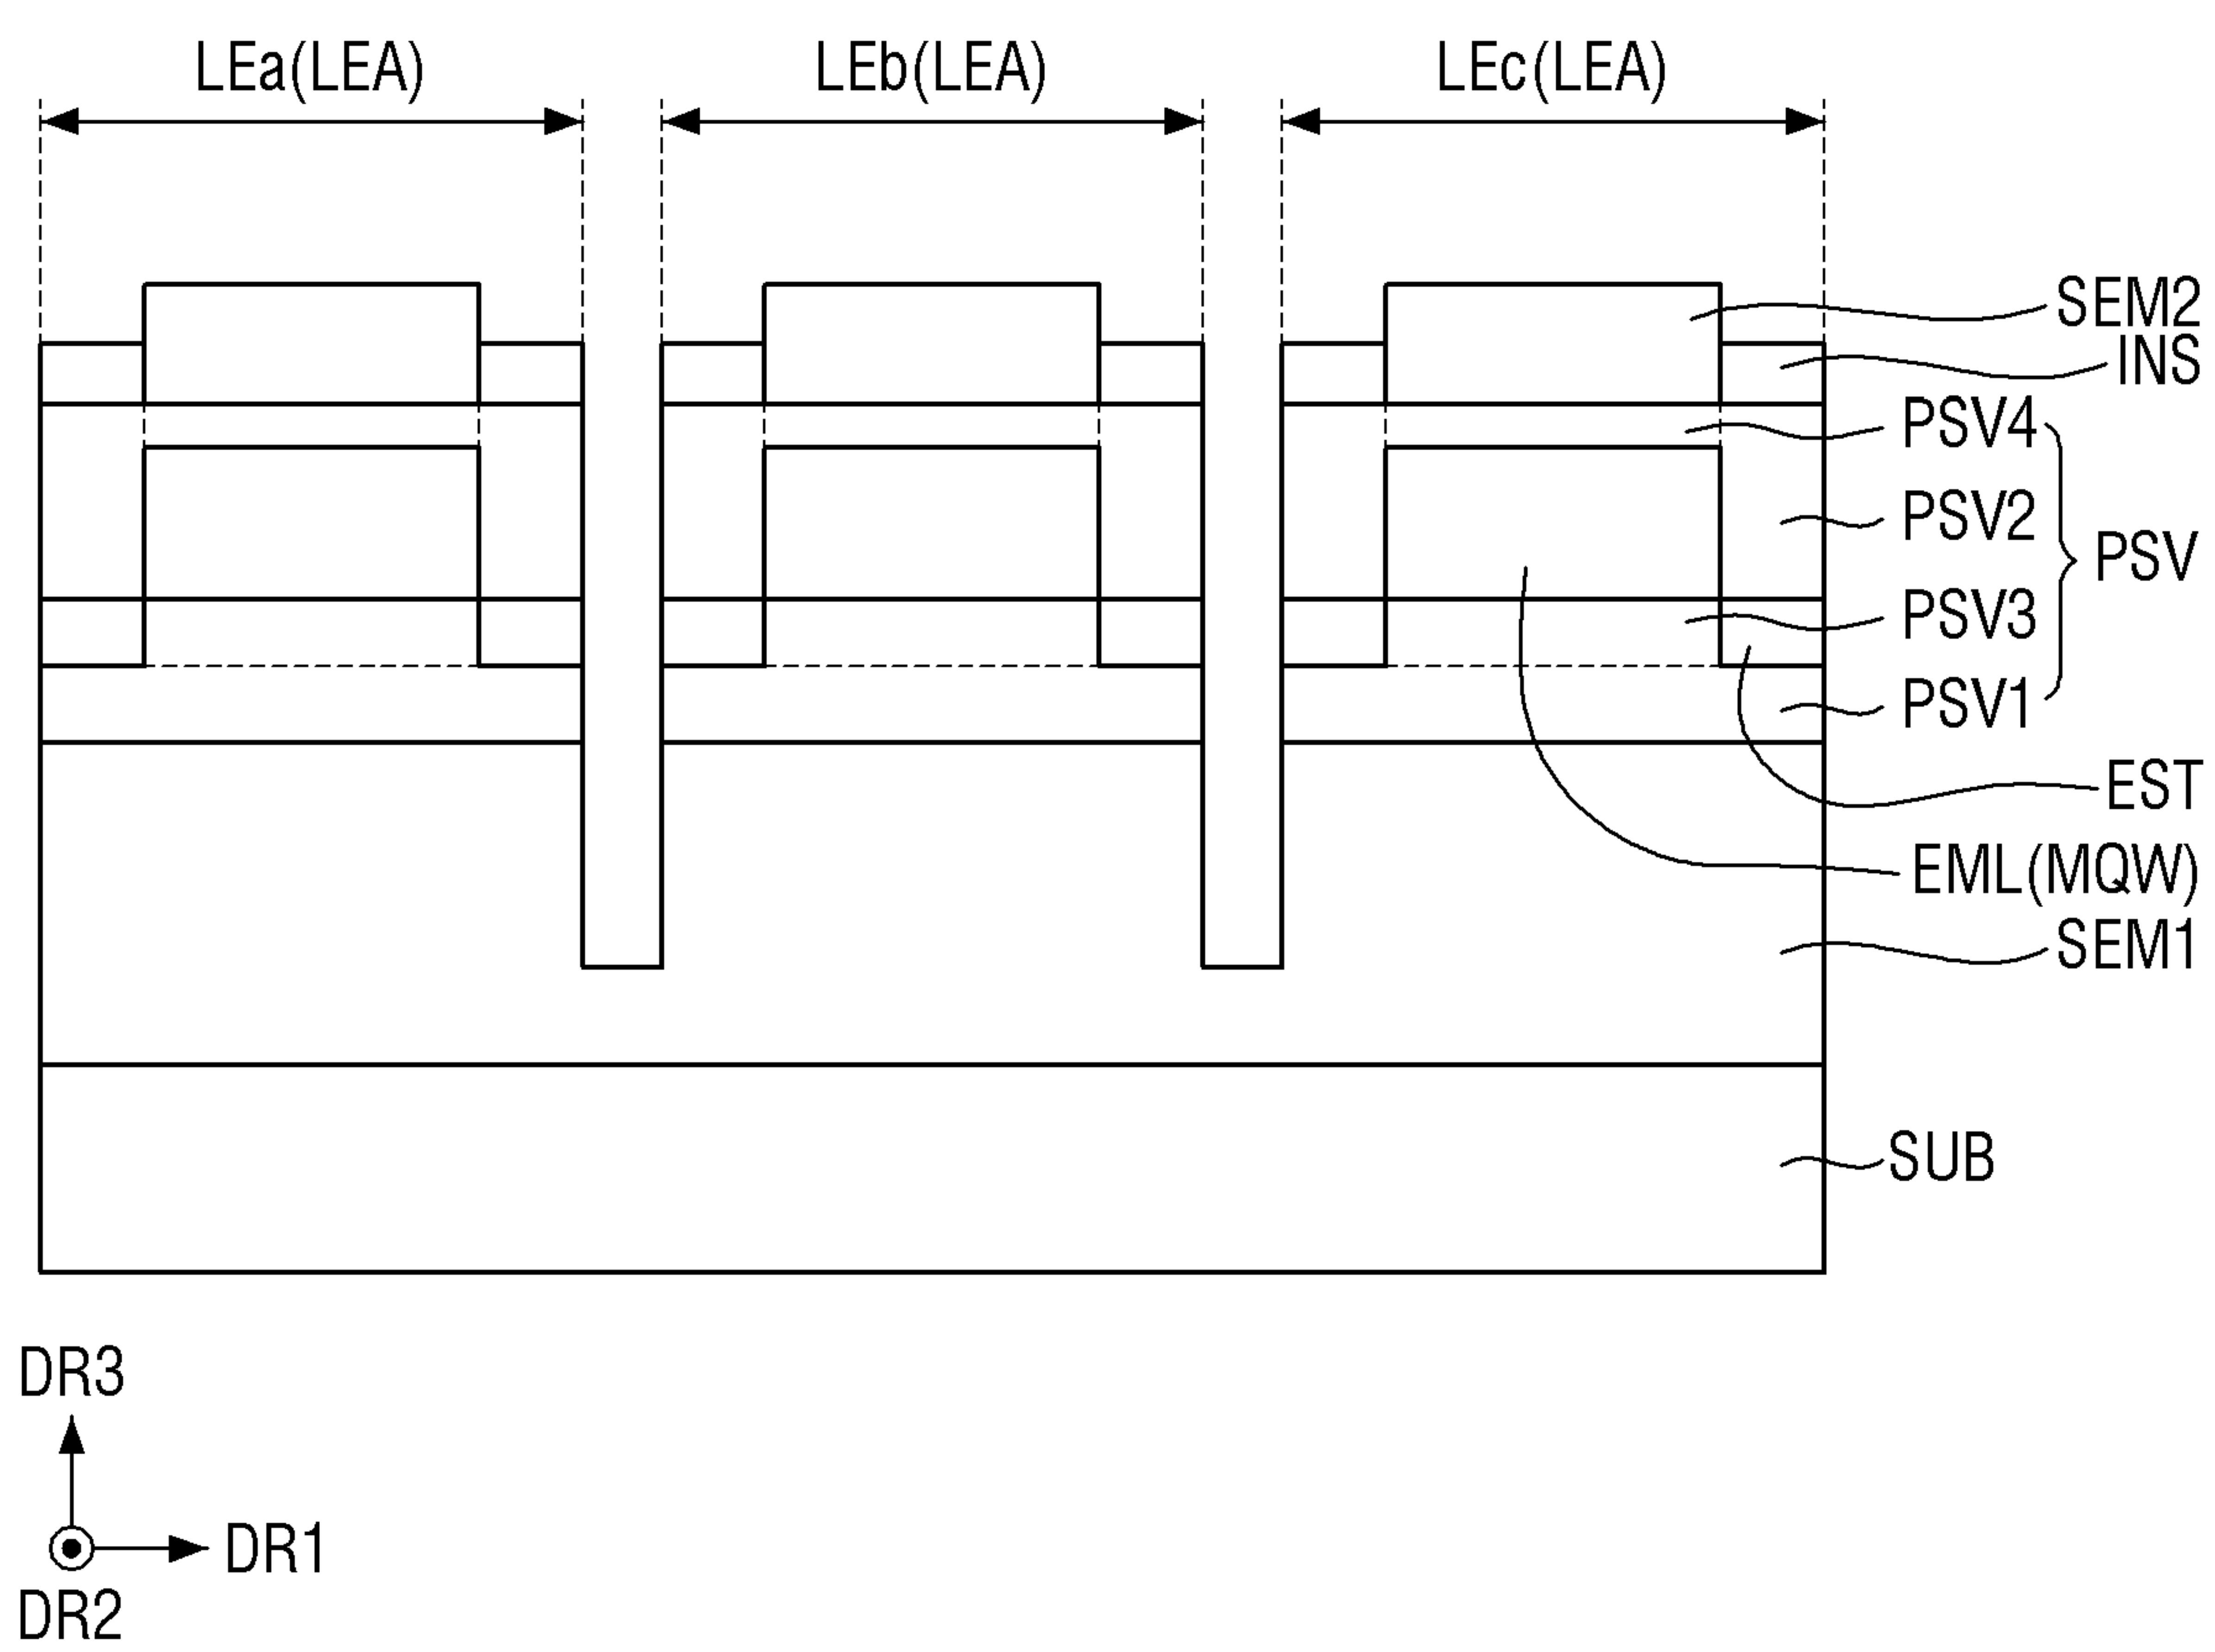 LEa(LEA) LEb(LEA) LEc(LEA)
SEM2
INS
PSV4
PSV2
PSV
PSV3
PSV1
EST
EML(MQW)
SEM1
SUB
DR3
DR1
DR2